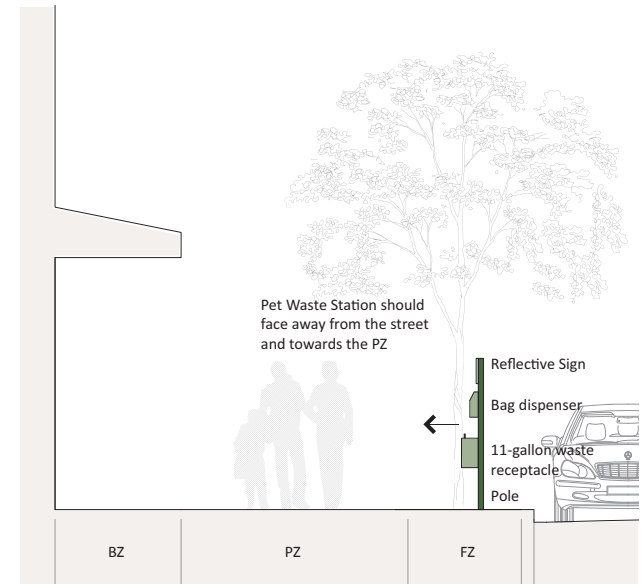 Pet Waste Station should
face away from the street
and towards the PZ
Reflective Sign
Bag dispenser
11-gallon waste
receptacle
Pole
BZ
PZ
FZ